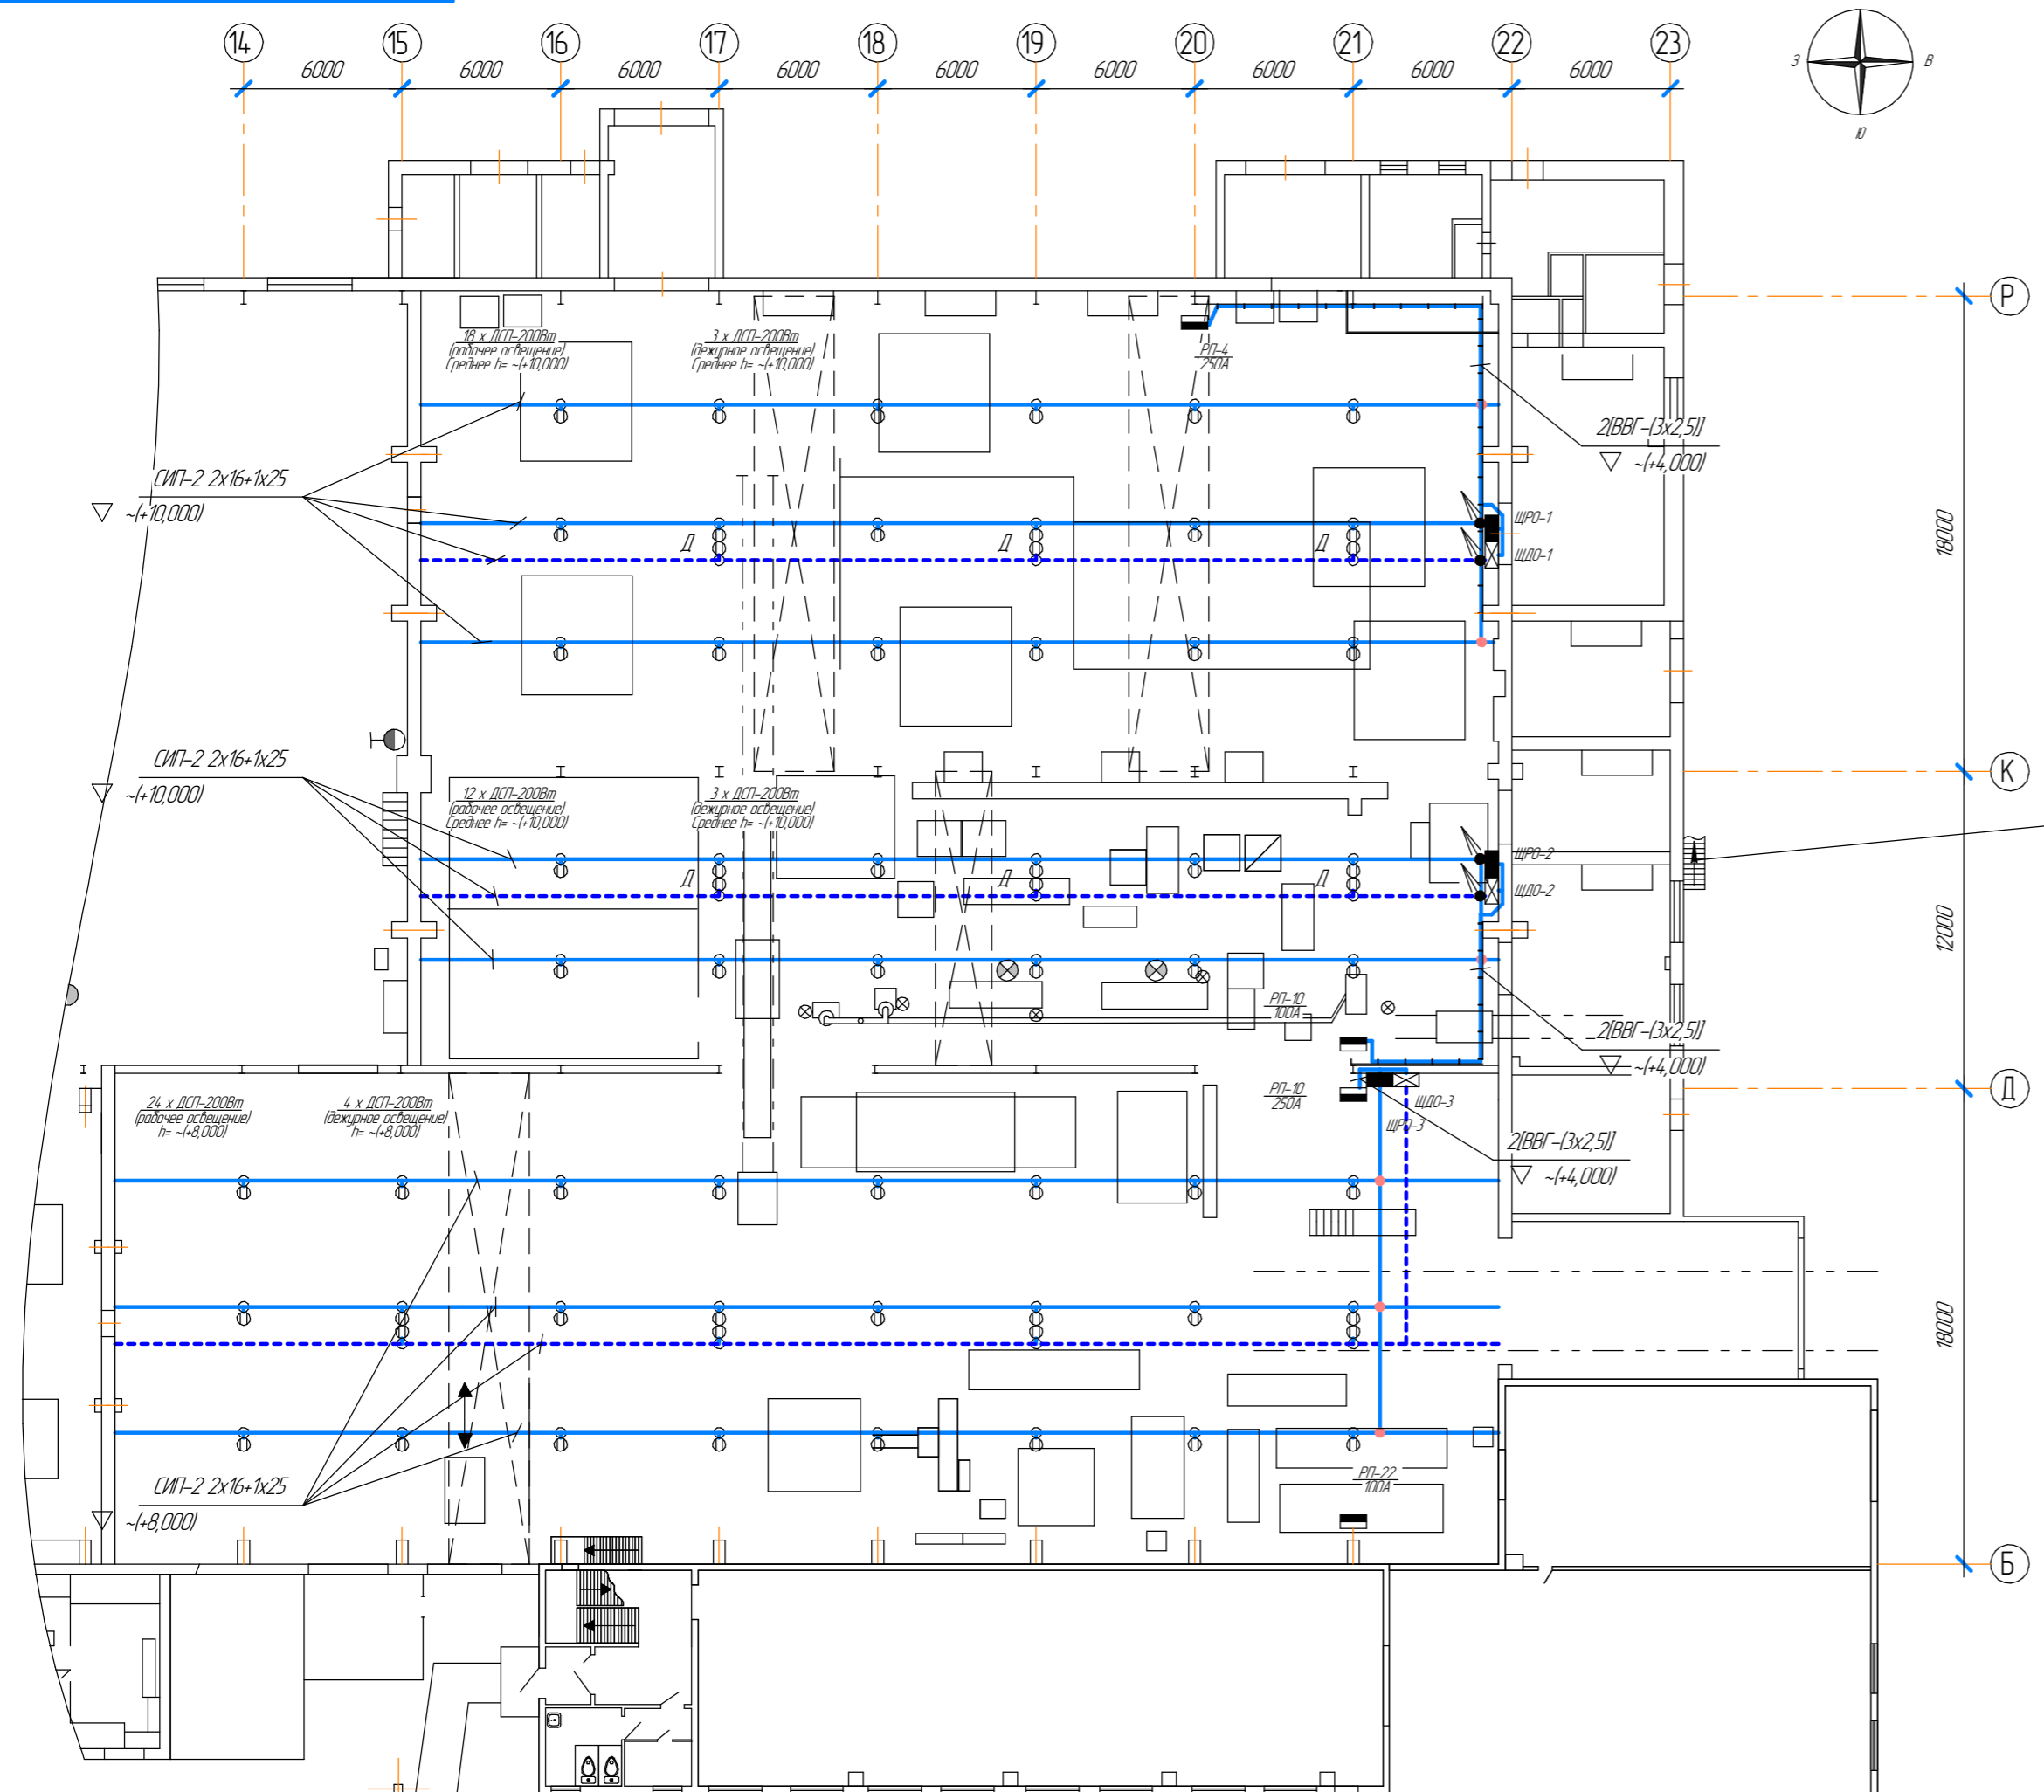 14 15 16 17 18 19 20 21 22 23
6000 6000 6000 6000 6000 6000 6000 6000 6000
З В
Ю
Р
18 х ДСП-200Вт
(рабочее освещение)
Среднее h= ~(+10,000)
3 х ДСП-200Вт
(дежурное освещение)
Среднее h= ~(+10,000)
РП-4
250А
2[ВВГ-(3х2,5)]
~(+4,000)
СИП-2 2х16+1х25
~(+10,000)
ЩРО-1
18000
Д Д Д
ЩДО-1
СИП-2 2х16+1х25
~(+10,000)
К
12 х ДСП-200Вт
(рабочее освещение)
Среднее h= ~(+10,000)
3 х ДСП-200Вт
(дежурное освещение)
Среднее h= ~(+10,000)
ЩРО-2
Д Д Д
ЩДО-2
12000
РП-10
100А
2[ВВГ-(3х2,5)]
~(+4,000)
Д
24 х ДСП-200Вт
(рабочее освещение)
h= ~(+8,000)
4 х ДСП-200Вт
(дежурное освещение)
h= ~(+8,000)
РП-10
250А
ЩДО-3
ЩРО-3
2[ВВГ-(3х2,5)]
~(+4,000)
18000
СИП-2 2х16+1х25
~(+8,000)
РП-22
100А
Б